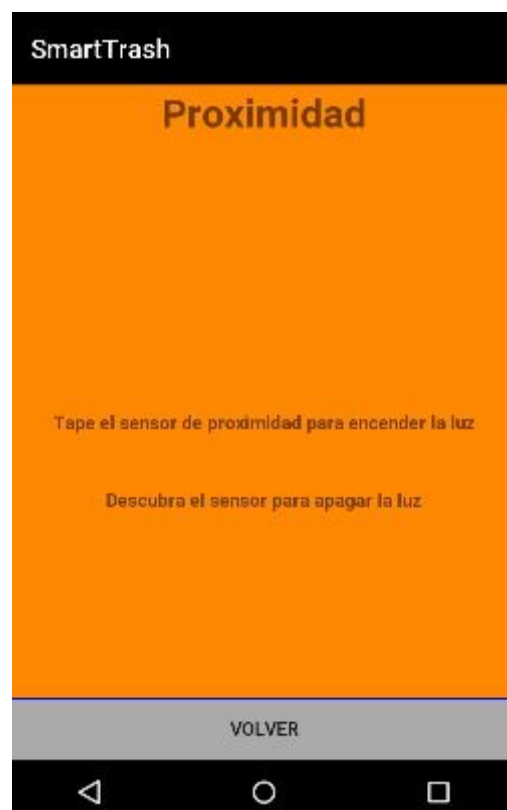 SmartTrash
Proximidad
Tape el sensor de proximidad para encender la luz
Descubra el sensor para apagar la luz
VOLVER